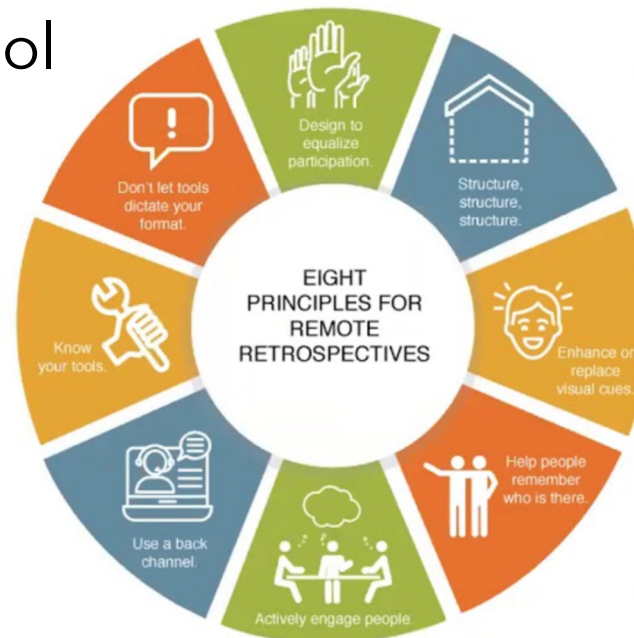 ol
Design to
equalize
participation.
Structure,
structure,
structure.
Enhance or
replace
visual cues.
Help people
remember
who is there.
Actively engage people
Use a back
channel.
Know
your tools.
Don't let tools
dictate your
format.
!
EIGHT
PRINCIPLES FOR
REMOTE
RETROSPECTIVES